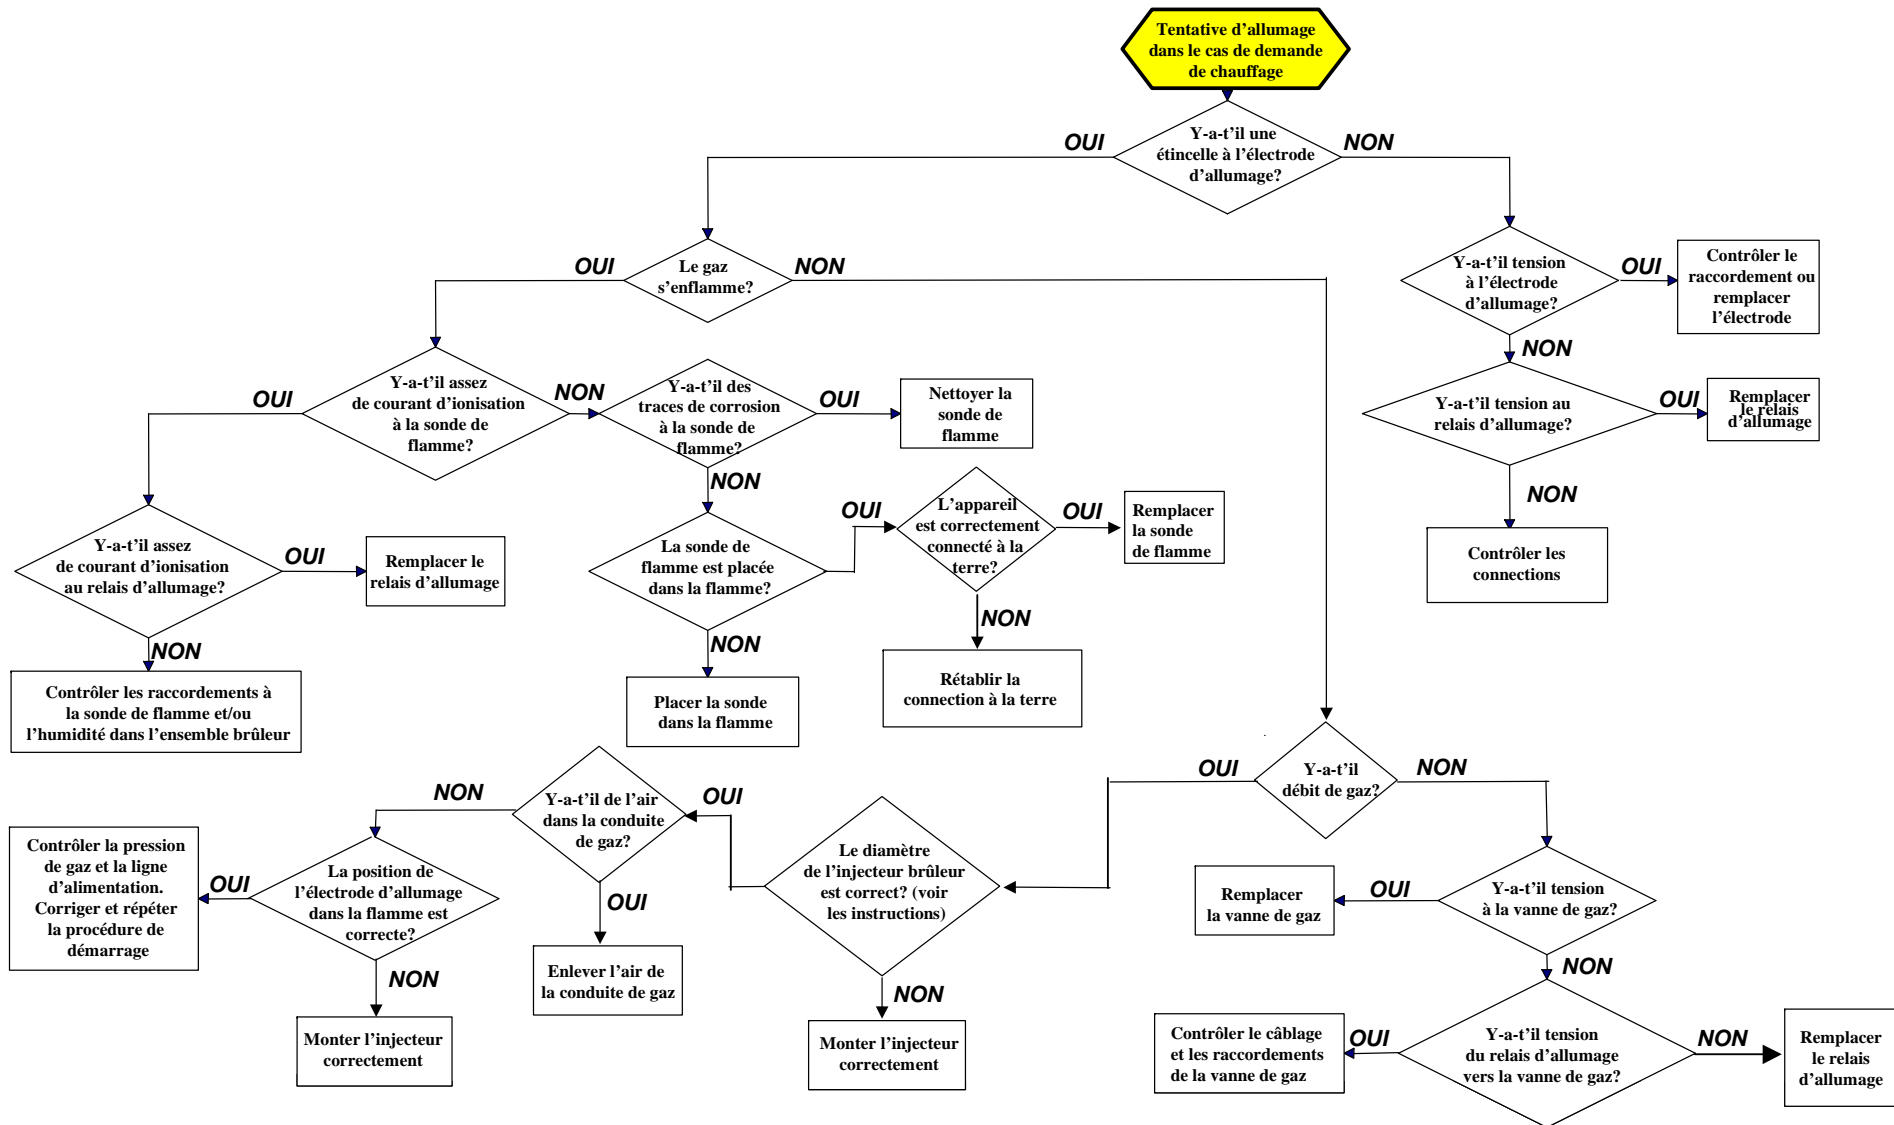 Tentative d'allumage
dans le cas de demande
de chauffage
Y-a-t'il une
étincelle à l'électrode
d'allumage?
OUI
NON
Le gaz
s'enflamme?
OUI
NON
Y-a-t'il tension
à l'électrode
d'allumage?
OUI
Contrôler le
raccordement ou
remplacer
l'électrode
NON
Y-a-t'il assez
de courant d'ionisation
à la sonde de
flamme?
OUI
NON
Y-a-t'il des
traces de corrosion
à la sonde de
flamme?
OUI
Nettoyer la
sonde de
flamme
NON
Y-a-t'il tension au
relais d'allumage?
OUI
Remplacer
le relais
d'allumage
NON
Contrôler les
connections
Y-a-t'il assez
de courant d'ionisation
au relais d'allumage?
OUI
Remplacer le
relais d'allumage
NON
Contrôler les raccordements à
la sonde de flamme et/ou
l'humidité dans l'ensemble brûleur
La sonde de
flamme est placée
dans la flamme?
OUI
NON
Placer la sonde
dans la flamme
L'appareil
est correctement
connecté à la
terre?
OUI
Remplacer
la sonde
de flamme
NON
Rétablir la
connection à la terre
Y-a-t'il
débit de gaz?
OUI
NON
Le diamètre
de l'injecteur brûleur
est correct? (voir
les instructions)
OUI
NON
Monter l'injecteur
correctement
Y-a-t'il de l'air
dans la conduite
de gaz?
NON
OUI
Enlever l'air de
la conduite de gaz
La position de
l'électrode d'allumage
dans la flamme est
correcte?
OUI
Contrôler la pression
de gaz et la ligne
d'alimentation.
Corriger et répéter
la procédure de
démarrage
NON
Monter l'injecteur
correctement
Y-a-t'il tension
à la vanne de gaz?
OUI
Remplacer
la vanne de gaz
NON
Y-a-t'il tension
du relais d'allumage
vers la vanne de gaz?
OUI
Contrôler le câblage
et les raccordements
de la vanne de gaz
NON
Remplacer
le relais
d'allumage